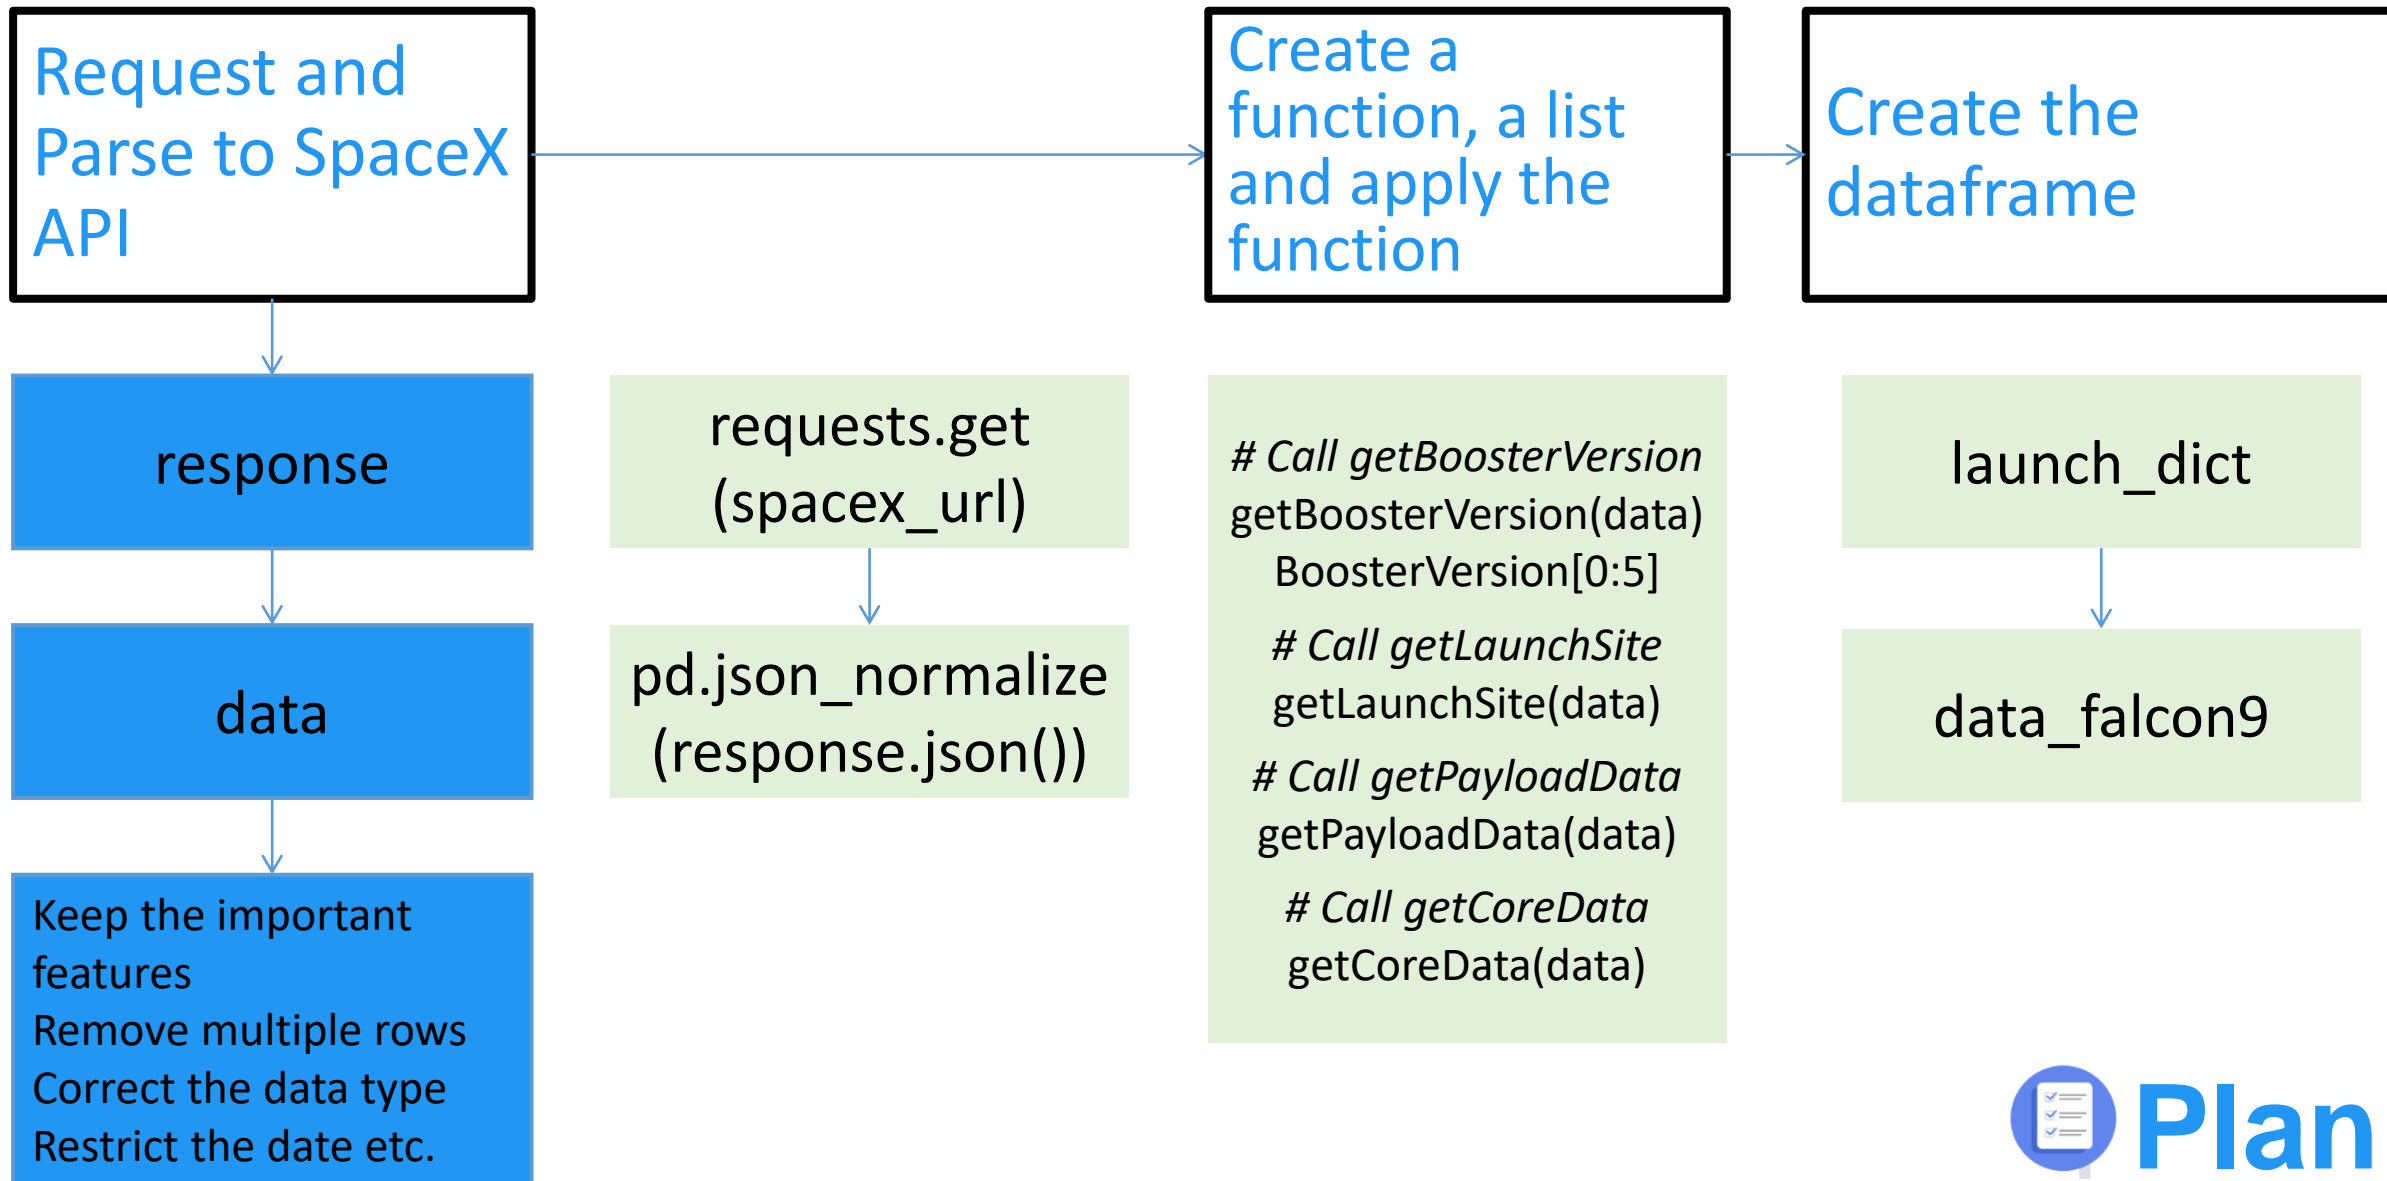 Request and
Parse to SpaceX
API
Create a
function, a list
and apply the
function
Create the
dataframe
response
data
Keep the important
features
Remove multiple rows
Correct the data type
Restrict the date etc.
requests.get
(spacex_url)
pd.json_normalize
(response.json())
# Call getBoosterVersion
getBoosterVersion(data)
BoosterVersion[0:5]
# Call getLaunchSite
getLaunchSite(data)
# Call getPayloadData
getPayloadData(data)
# Call getCoreData
getCoreData(data)
launch_dict
data_falcon9
Plan